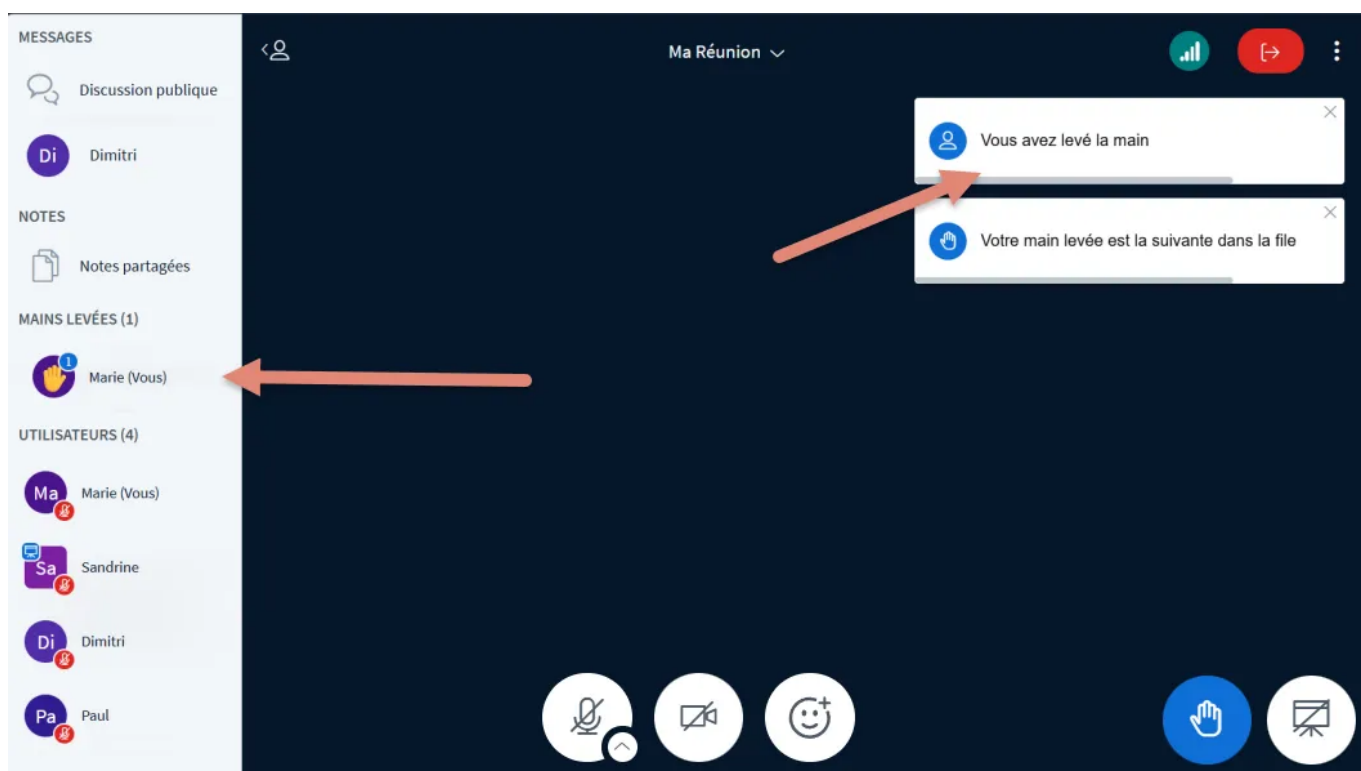 MESSAGES
Discussion publique
Di
Dimitri
NOTES
Notes partagées
MAINS LEVÉES (1)
1
Marie (Vous)
UTILISATEURS (4)
Ma
Marie (Vous)
Sa
Sandrine
Di
Dimitri
Pa
Paul
Ma Réunion
Vous avez levé la main
Votre main levée est la suivante dans la file